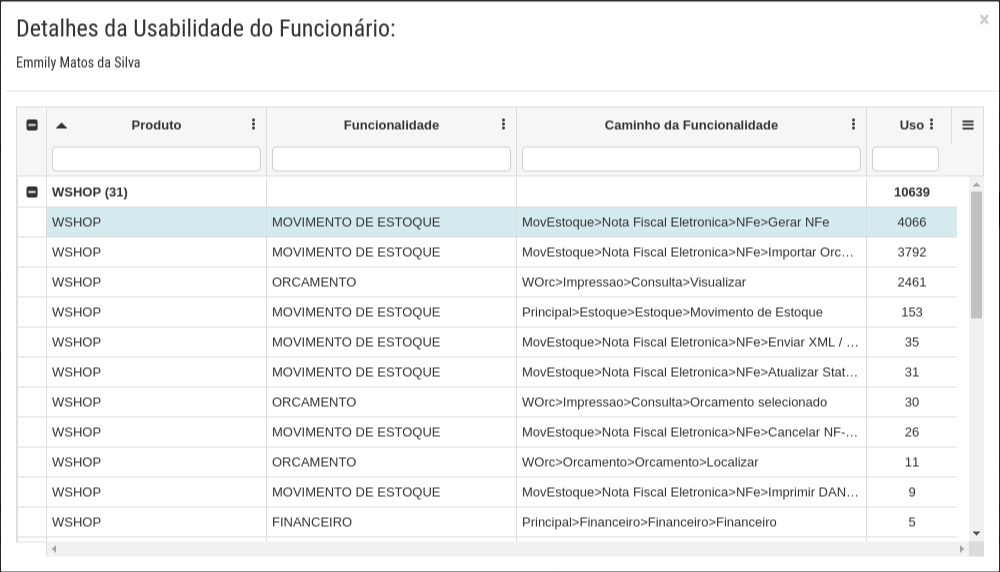 Detalhes da Usabilidade do Funcionário:
×
Emmily Matos da Silva
Produto Funcionalidade Caminho da Funcionalidade Uso
WSHOP (31) 10639
WSHOP MOVIMENTO DE ESTOQUE MovEstoque>Nota Fiscal Eletronica>NFe>Gerar NFe 4066
WSHOP MOVIMENTO DE ESTOQUE MovEstoque>Nota Fiscal Eletronica>NFe>Importar Orc... 3792
WSHOP ORCAMENTO WOrc>Impressao>Consulta>Visualizar 2461
WSHOP MOVIMENTO DE ESTOQUE Principal>Estoque>Estoque>Movimento de Estoque 153
WSHOP MOVIMENTO DE ESTOQUE MovEstoque>Nota Fiscal Eletronica>NFe>Enviar XML / ... 35
WSHOP MOVIMENTO DE ESTOQUE MovEstoque>Nota Fiscal Eletronica>NFe>Atualizar Stat... 31
WSHOP ORCAMENTO WOrc>Impressao>Consulta>Orcamento selecionado 30
WSHOP MOVIMENTO DE ESTOQUE MovEstoque>Nota Fiscal Eletronica>NFe>Cancelar NF-... 26
WSHOP ORCAMENTO WOrc>Orcamento>Orcamento>Localizar 11
WSHOP MOVIMENTO DE ESTOQUE MovEstoque>Nota Fiscal Eletronica>NFe>Imprimir DAN... 9
WSHOP FINANCEIRO Principal>Financeiro>Financeiro>Financeiro 5